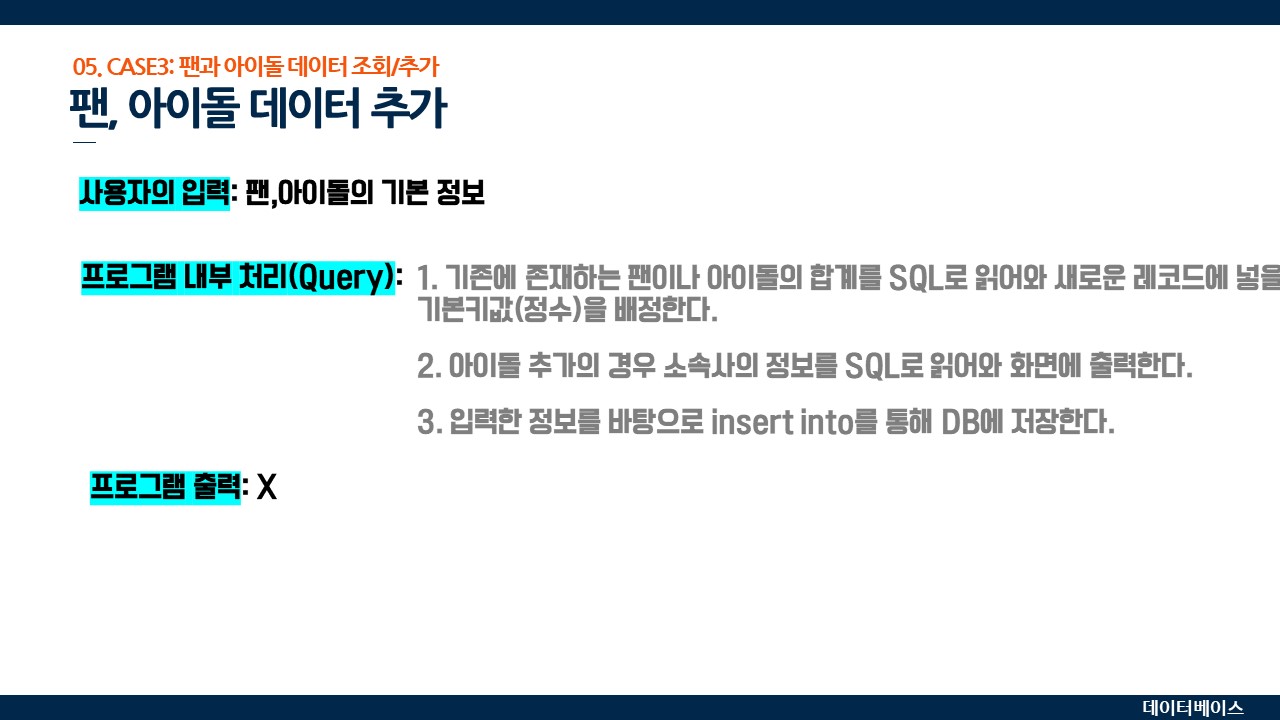 05. CASE3: 팬과 아이돌 데이터 조회/추가
팬, 아이돌 데이터 추가
사용자의 입력: 팬,아이돌의 기본 정보
프로그램 내부 처리(Query): 1. 기존에 존재하는 팬이나 아이돌의 합계를 SQL로 읽어와 새로운 레코드에 넣을
기본키값(정수)을 배정한다.
2. 아이돌 추가의 경우 소속사의 정보를 SQL로 읽어와 화면에 출력한다.
3. 입력한 정보를 바탕으로 insert into를 통해 DB에 저장한다.
프로그램 출력: X
데이터베이스